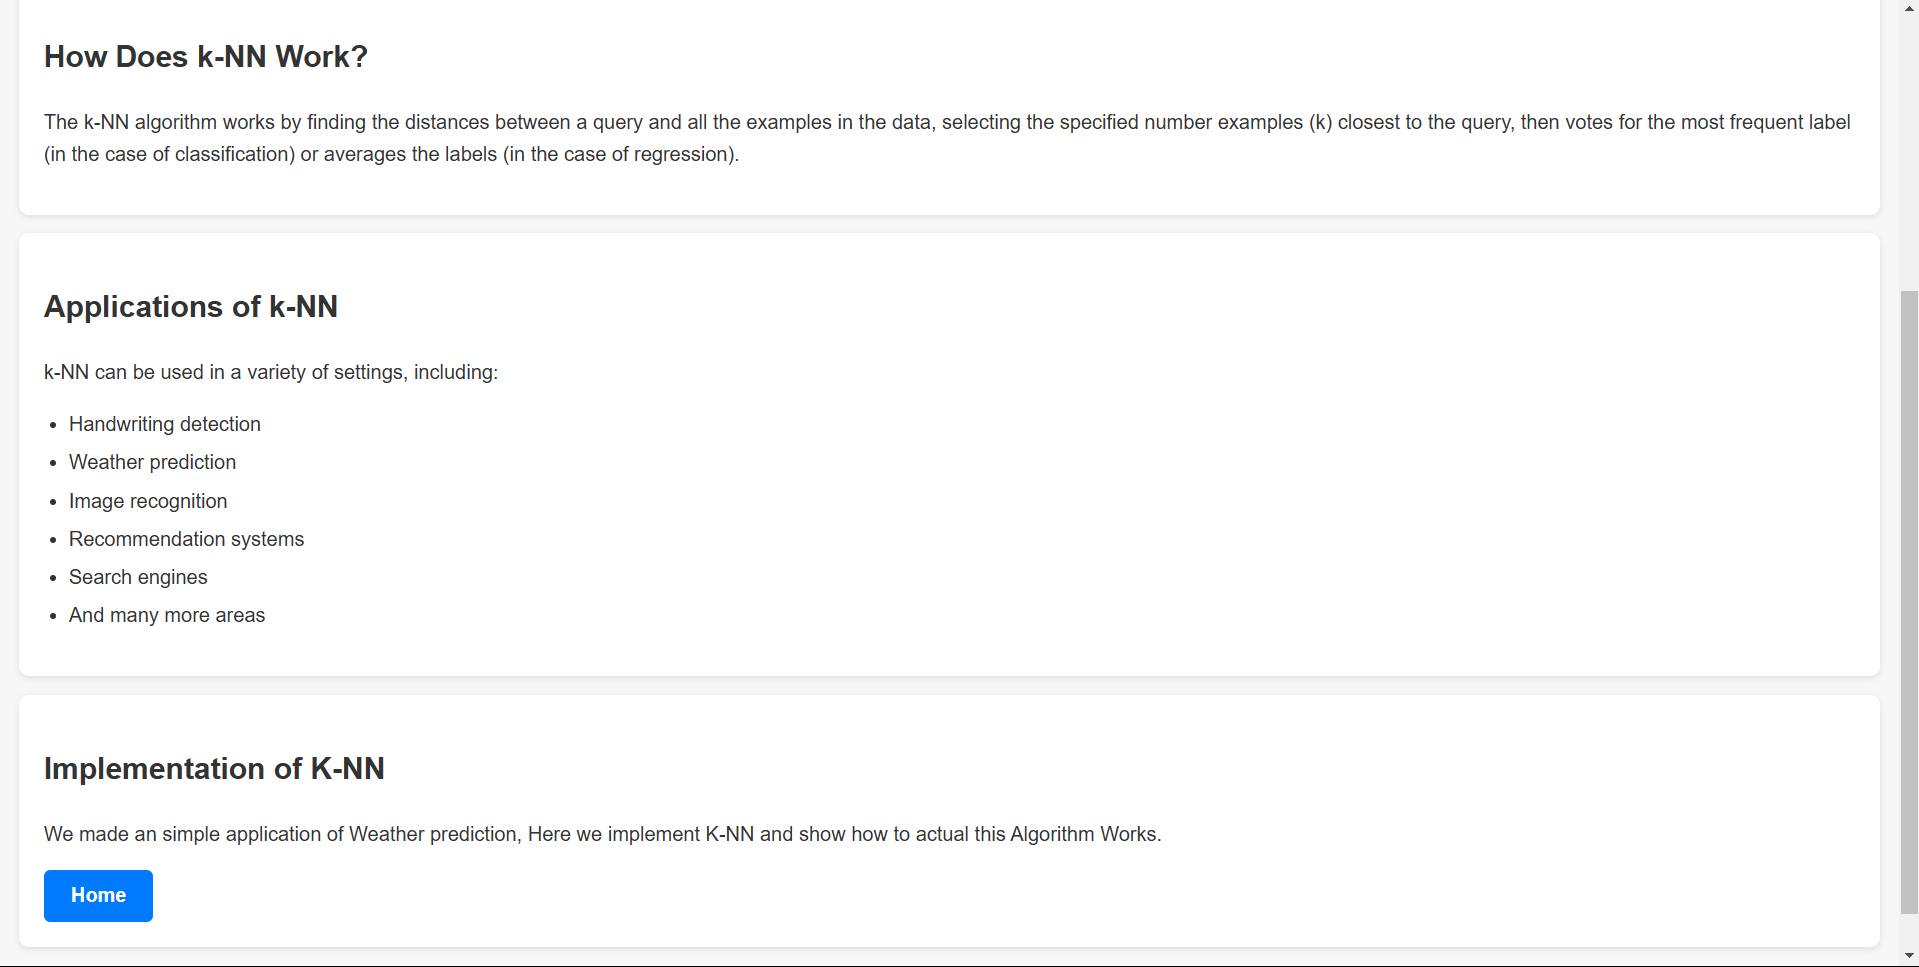 How Does k-NN Work?
The k-NN algorithm works by finding the distances between a query and all the examples in the data, selecting the specified number examples (k) closest to the query, then votes for the most frequent label
(in the case of classification) or averages the labels (in the case of regression).
Applications of k-NN
k-NN can be used in a variety of settings, including:
Handwriting detection
Weather prediction
Image recognition
Recommendation systems
Search engines
And many more areas
Implementation of K-NN
We made an simple application of Weather prediction, Here we implement K-NN and show how to actual this Algorithm Works.
Home